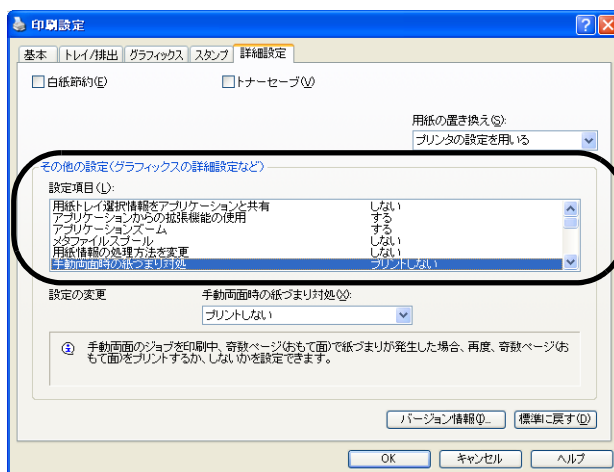 印刷設定
基本 トレイ/排出 グラフィックス スタンプ 詳細設定
白紙節約(E) トナーセーブ(V)
用紙の置き換え(S):
プリンタの設定を用いる
その他の設定(グラフィックスの詳細設定など)
設定項目(L):
用紙トレイ選択情報をアプリケーションと共有 しない
アプリケーションからの拡張機能の使用 する
アプリケーションズーム する
メタファイルスプール しない
用紙情報の処理方法を変更 しない
手動両面時の紙づまり対処 プリントしない
設定の変更 手動両面時の紙づまり対処(X):
プリントしない
手動両面のジョブを印刷中、奇数ページ(おもて面)で紙づまりが発生した場合、再度、奇数ページ(お
もて面)をプリントするか、しないかを設定できます。
バージョン情報(I)... 標準に戻す(D)
OK キャンセル ヘルプ